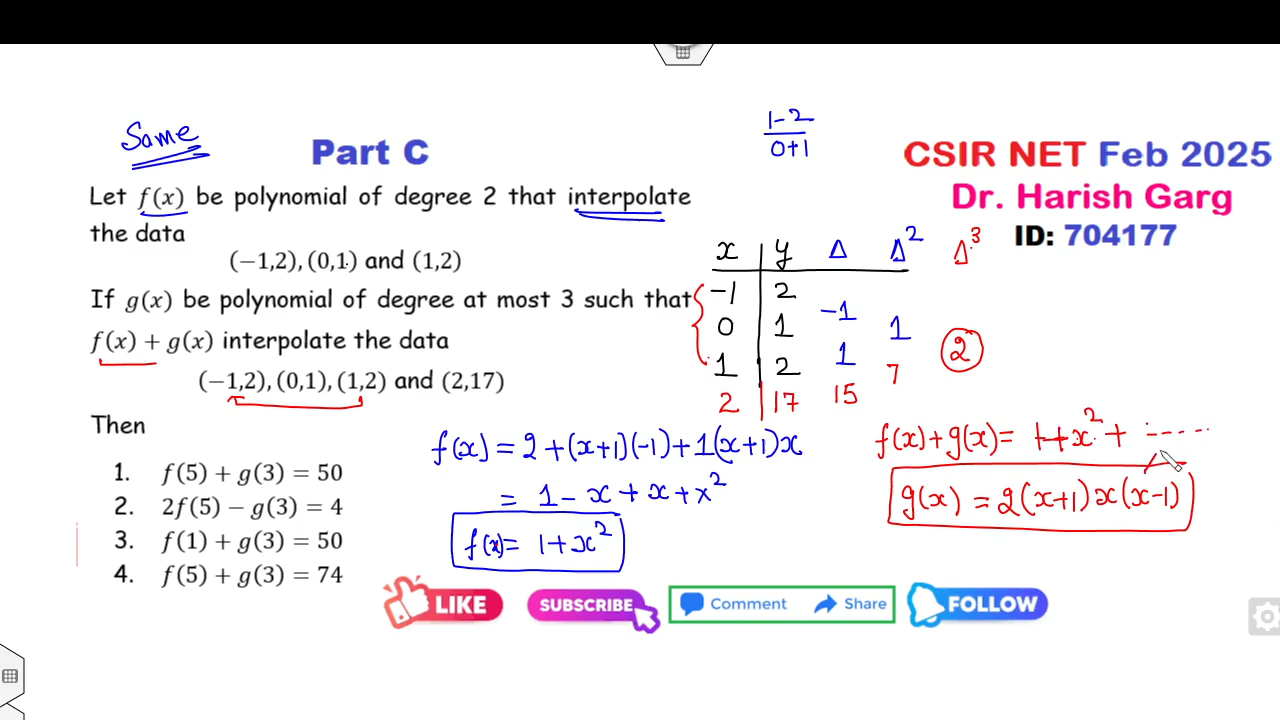 Same
Part C
1-2
0+1
CSIR NET Feb 2025
Dr. Harish Garg
ID: 704177
Let f(x) be polynomial of degree 2 that interpolate
the data
(−1,2), (0,1) and (1,2)
If g(x) be polynomial of degree at most 3 such that
f(x) + g(x) interpolate the data
(−1,2), (0,1), (1,2) and (2,17)
Then
1. f(5) + g(3) = 50
2. 2f(5) − g(3) = 4
3. f(1) + g(3) = 50
4. f(5) + g(3) = 74
x y Δ Δ² Δ³
-1 2
0 1 -1 1
1 2 1 7 2
2 17 15
f(x) = 2+(x+1)(-1)+1(x+1)x
= 1-x+x+x²
f(x)= 1+x²
f(x)+g(x)= 1+x²+ ......
g(x) = 2(x+1)x(x-1)
LIKE
SUBSCRIBE
Comment
Share
FOLLOW